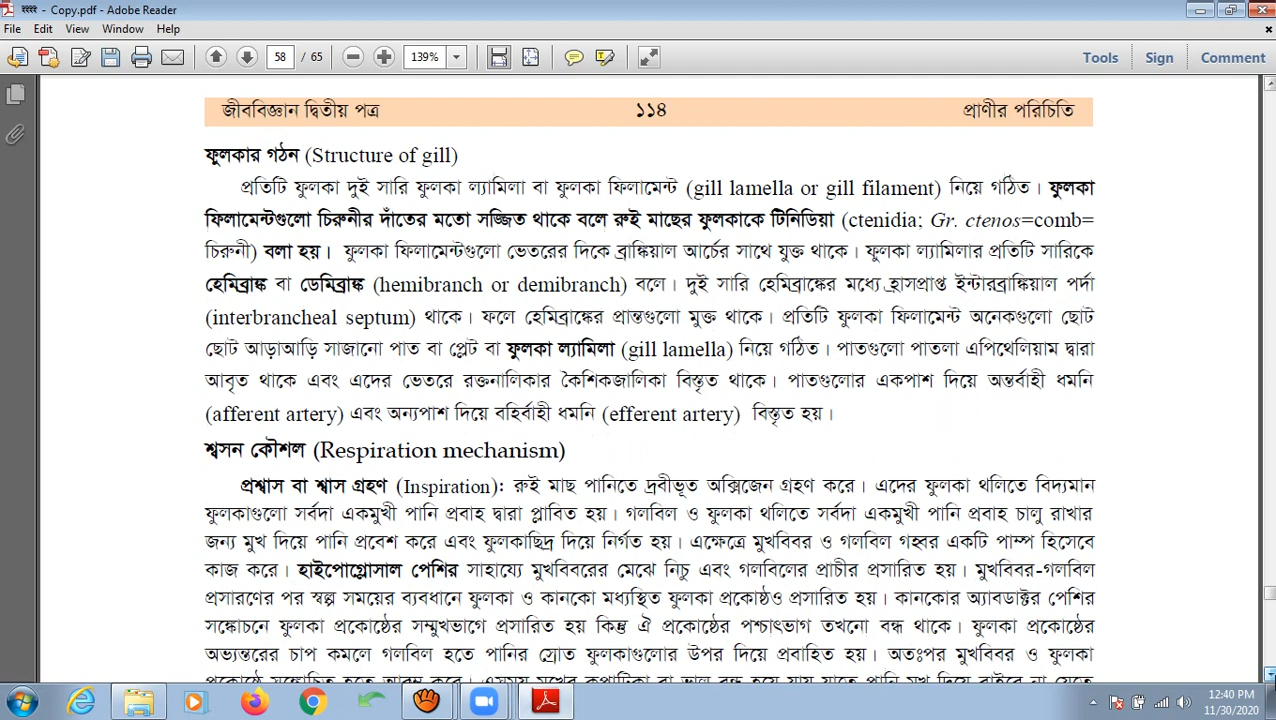 ११११ - Copy.pdf - Adobe Reader
File Edit View Window Help
58 / 65 139% Tools Sign Comment
জীববিজ্ঞান দ্বিতীয় পত্র ১১৪ প্রাণীর পরিচিতি
ফুলকার গঠন (Structure of gill)
প্রতিটি ফুলকা দুই সারি ফুলকা ল্যামিলা বা ফুলকা ফিলামেন্ট (gill lamella or gill filament) নিয়ে গঠিত। ফুলকা
ফিলামেন্টগুলো চিরুনীর দাঁতের মতো সজ্জিত থাকে বলে রুই মাছের ফুলকাকে টিনিডিয়া (ctenidia; Gr. ctenos=comb=
চিরুনী) বলা হয়। ফুলকা ফিলামেন্টগুলো ভেতরের দিকে ব্রাঙ্কিয়াল আর্চের সাথে যুক্ত থাকে। ফুলকা ল্যামিলার প্রতিটি সারিকে
হেমিব্রাঙ্ক বা ডেমিব্রাঙ্ক (hemibranch or demibranch) বলে। দুই সারি হেমিব্রাঙ্কের মধ্যে হ্রাসপ্রাপ্ত ইন্টারব্রাঙ্কিয়াল পর্দা
(interbrancheal septum) থাকে। ফলে হেমিব্রাঙ্কের প্রান্তগুলো মুক্ত থাকে। প্রতিটি ফুলকা ফিলামেন্ট অনেকগুলো ছোট
ছোট আড়াআড়ি সাজানো পাত বা প্লেট বা ফুলকা ল্যামিলা (gill lamella) নিয়ে গঠিত। পাতগুলো পাতলা এপিথেলিয়াম দ্বারা
আবৃত থাকে এবং এদের ভেতরে রক্তনালিকার কৈশিকজালিকা বিস্তৃত থাকে। পাতগুলোর একপাশ দিয়ে অন্তর্বাহী ধমনি
(afferent artery) এবং অন্যপাশ দিয়ে বহির্বাহী ধমনি (efferent artery) বিস্তৃত হয়।
শ্বসন কৌশল (Respiration mechanism)
প্রশ্বাস বা শ্বাস গ্রহণ (Inspiration): রুই মাছ পানিতে দ্রবীভূত অক্সিজেন গ্রহণ করে। এদের ফুলকা থলিতে বিদ্যমান
ফুলকাগুলো সর্বদা একমুখী পানি প্রবাহ দ্বারা প্লাবিত হয়। গলবিল ও ফুলকা থলিতে সর্বদা একমুখী পানি প্রবাহ চালু রাখার
জন্য মুখ দিয়ে পানি প্রবেশ করে এবং ফুলকাছিদ্র দিয়ে নির্গত হয়। এক্ষেত্রে মুখবিবর ও গলবিল গহ্বর একটি পাম্প হিসেবে
কাজ করে। হাইপোগ্লোসাল পেশির সাহায্যে মুখবিবরের মেঝে নিচু এবং গলবিলের প্রাচীর প্রসারিত হয়। মুখবিবর-গলবিল
প্রসারণের পর স্বল্প সময়ের ব্যবধানে ফুলকা ও কানকো মধ্যস্থিত ফুলকা প্রকোষ্ঠও প্রসারিত হয়। কানকোর অ্যাবডাক্টর পেশির
সঙ্কোচনে ফুলকা প্রকোষ্ঠের সম্মুখভাগে প্রসারিত হয় কিন্তু ঐ প্রকোষ্ঠের পশ্চাৎভাগ তখনো বন্ধ থাকে। ফুলকা প্রকোষ্ঠের
অভ্যন্তরের চাপ কমলে গলবিল হতে পানির স্রোত ফুলকাগুলোর উপর দিয়ে প্রবাহিত হয়। অতঃপর মুখবিবর ও ফুলকা
12:40 PM
11/30/2020